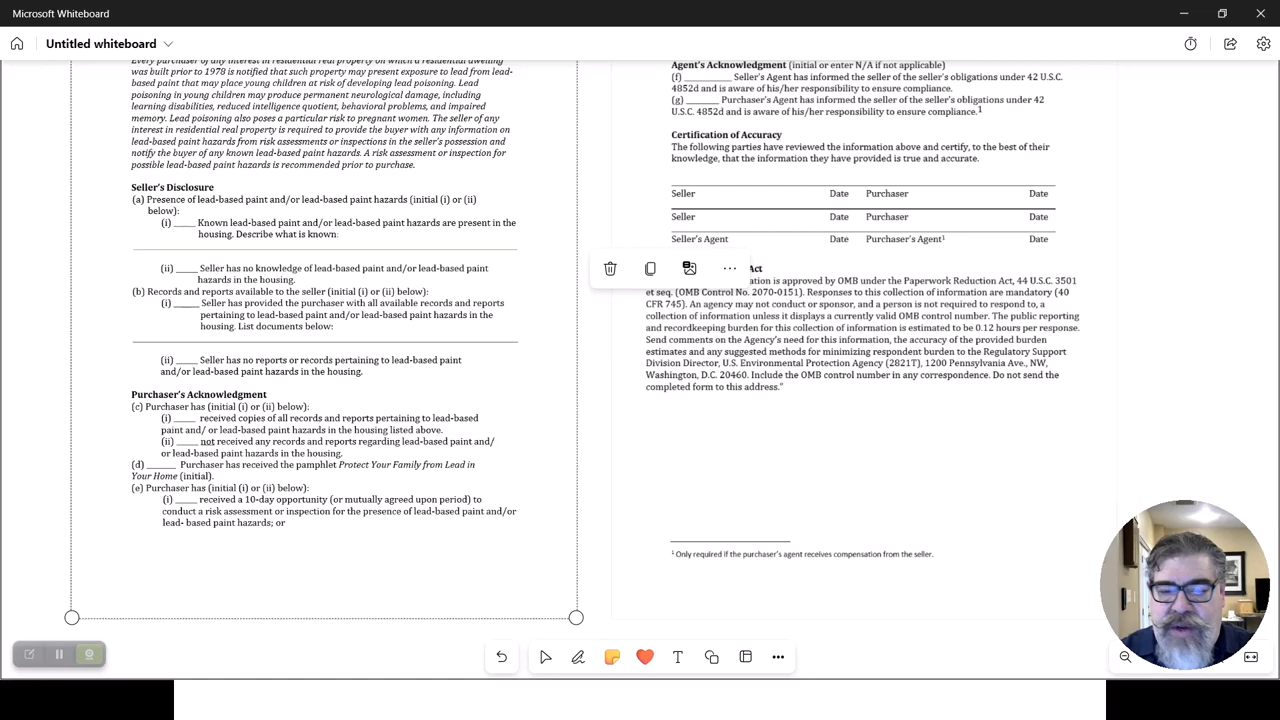 Microsoft Whiteboard
Untitled whiteboard
Every purchaser of any interest in residential real property on which a residential dwelling
was built prior to 1978 is notified that such property may present exposure to lead from lead-
based paint that may place young children at risk of developing lead poisoning. Lead
poisoning in young children may produce permanent neurological damage, including
learning disabilities, reduced intelligence quotient, behavioral problems, and impaired
memory. Lead poisoning also poses a particular risk to pregnant women. The seller of any
interest in residential real property is required to provide the buyer with any information on
lead-based paint hazards from risk assessments or inspections in the seller's possession and
notify the buyer of any known lead-based paint hazards. A risk assessment or inspection for
possible lead-based paint hazards is recommended prior to purchase.
Seller's Disclosure
(a) Presence of lead-based paint and/or lead-based paint hazards (initial (i) or (ii)
below):
(i) _____ Known lead-based paint and/or lead-based paint hazards are present in the
housing. Describe what is known:
(ii) _____ Seller has no knowledge of lead-based paint and/or lead-based paint
hazards in the housing.
(b) Records and reports available to the seller (initial (i) or (ii) below):
(i) ______ Seller has provided the purchaser with all available records and reports
pertaining to lead-based paint and/or lead-based paint hazards in the
housing. List documents below:
(ii) _____ Seller has no reports or records pertaining to lead-based paint
and/or lead-based paint hazards in the housing.
Purchaser's Acknowledgment
(c) Purchaser has (initial (i) or (ii) below):
(i) _____ received copies of all records and reports pertaining to lead-based
paint and/ or lead-based paint hazards in the housing listed above.
(ii) _____ not received any records and reports regarding lead-based paint and/
or lead-based paint hazards in the housing.
(d) _______ Purchaser has received the pamphlet Protect Your Family from Lead in
Your Home (initial).
(e) Purchaser has (initial (i) or (ii) below):
(i) _____ received a 10-day opportunity (or mutually agreed upon period) to
conduct a risk assessment or inspection for the presence of lead-based paint and/or
lead- based paint hazards; or
Agent's Acknowledgment (initial or enter N/A if not applicable)
(f) __________ Seller's Agent has informed the seller of the seller's obligations under 42 U.S.C.
4852d and is aware of his/her responsibility to ensure compliance.
(g) _______ Purchaser's Agent has informed the seller of the seller's obligations under 42
U.S.C. 4852d and is aware of his/her responsibility to ensure compliance.¹
Certification of Accuracy
The following parties have reviewed the information above and certify, to the best of their
knowledge, that the information they have provided is true and accurate.
Seller Date Purchaser Date
Seller Date Purchaser Date
Seller's Agent Date Purchaser's Agent¹ Date
Act
is approved by OMB under the Paperwork Reduction Act, 44 U.S.C. 3501
et seq. (OMB Control No. 2070-0151). Responses to this collection of information are mandatory (40
CFR 745). An agency may not conduct or sponsor, and a person is not required to respond to, a
collection of information unless it displays a currently valid OMB control number. The public reporting
and recordkeeping burden for this collection of information is estimated to be 0.12 hours per response.
Send comments on the Agency's need for this information, the accuracy of the provided burden
estimates and any suggested methods for minimizing respondent burden to the Regulatory Support
Division Director, U.S. Environmental Protection Agency (2821T), 1200 Pennsylvania Ave., NW,
Washington, D.C. 20460. Include the OMB control number in any correspondence. Do not send the
completed form to this address."
¹ Only required if the purchaser's agent receives compensation from the seller.